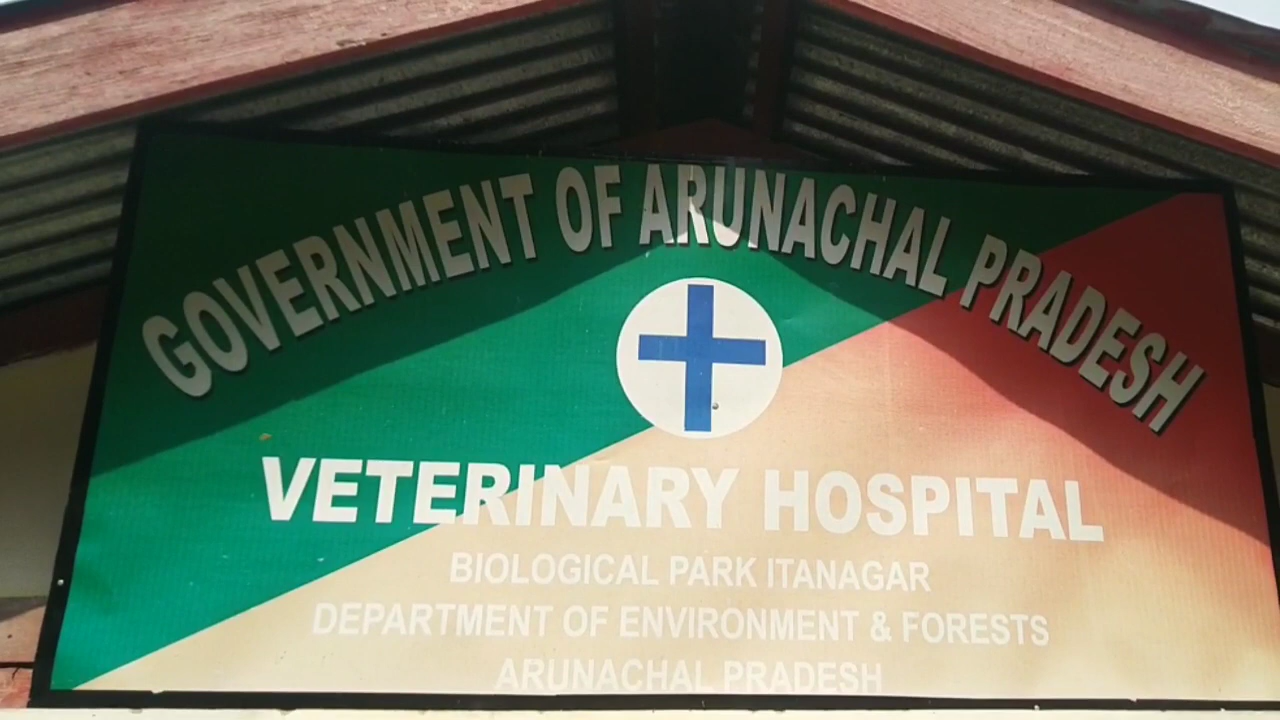 GOVERNMENT OF ARUNACHAL PRADESH
VETERINARY HOSPITAL
BIOLOGICAL PARK ITANAGAR
DEPARTMENT OF ENVIRONMENT & FORESTS
ARUNACHAL PRADESH